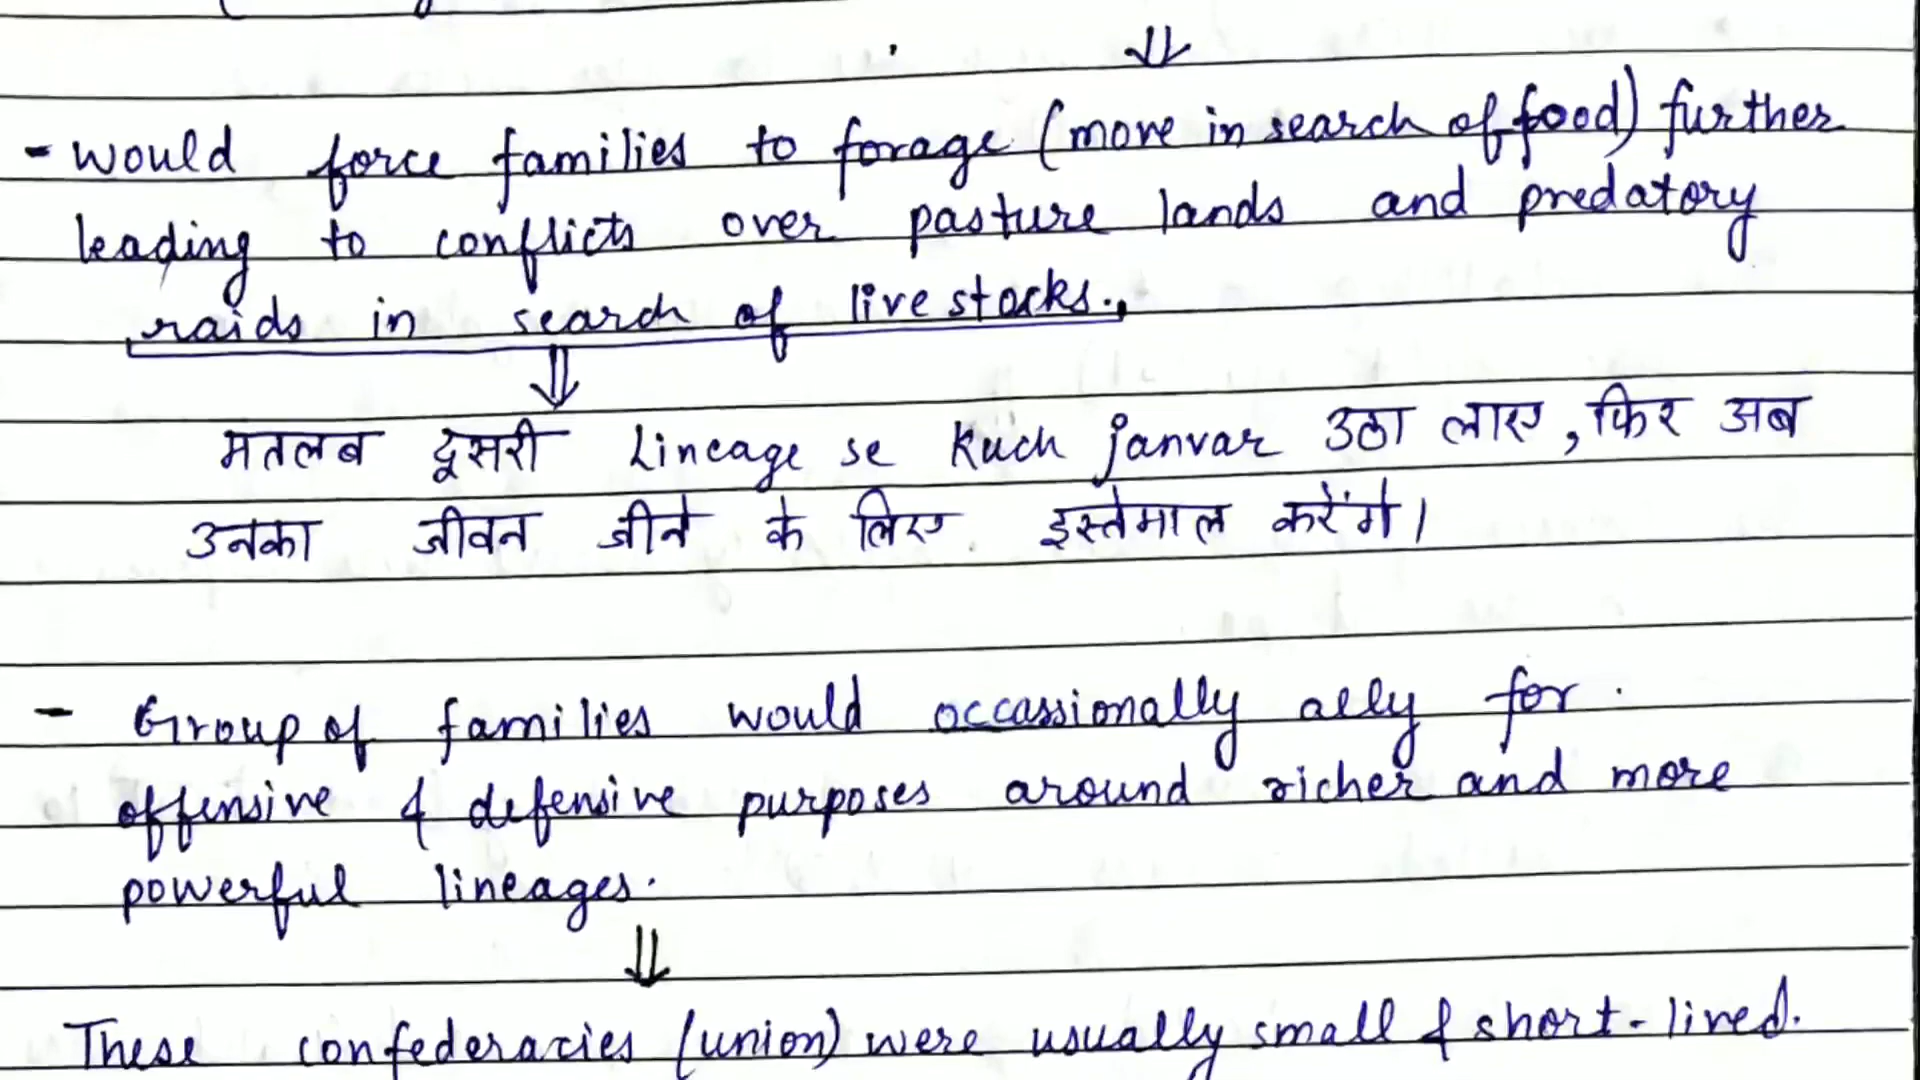 ⇓
- would force families to forage (move in search of food) further
leading to conflicts over pasture lands and predatory
raids in search of livestocks.
⇓
मतलब दूसरी Lineage se Kuch janvar उठा लाए, फिर अब
उनका जीवन जीने के लिए इस्तेमाल करेंगे।
- Group of families would occassionally ally for
offensive & defensive purposes around richer and more
powerful lineages.
⇓
These confederacies (union) were usually small & short-lived.